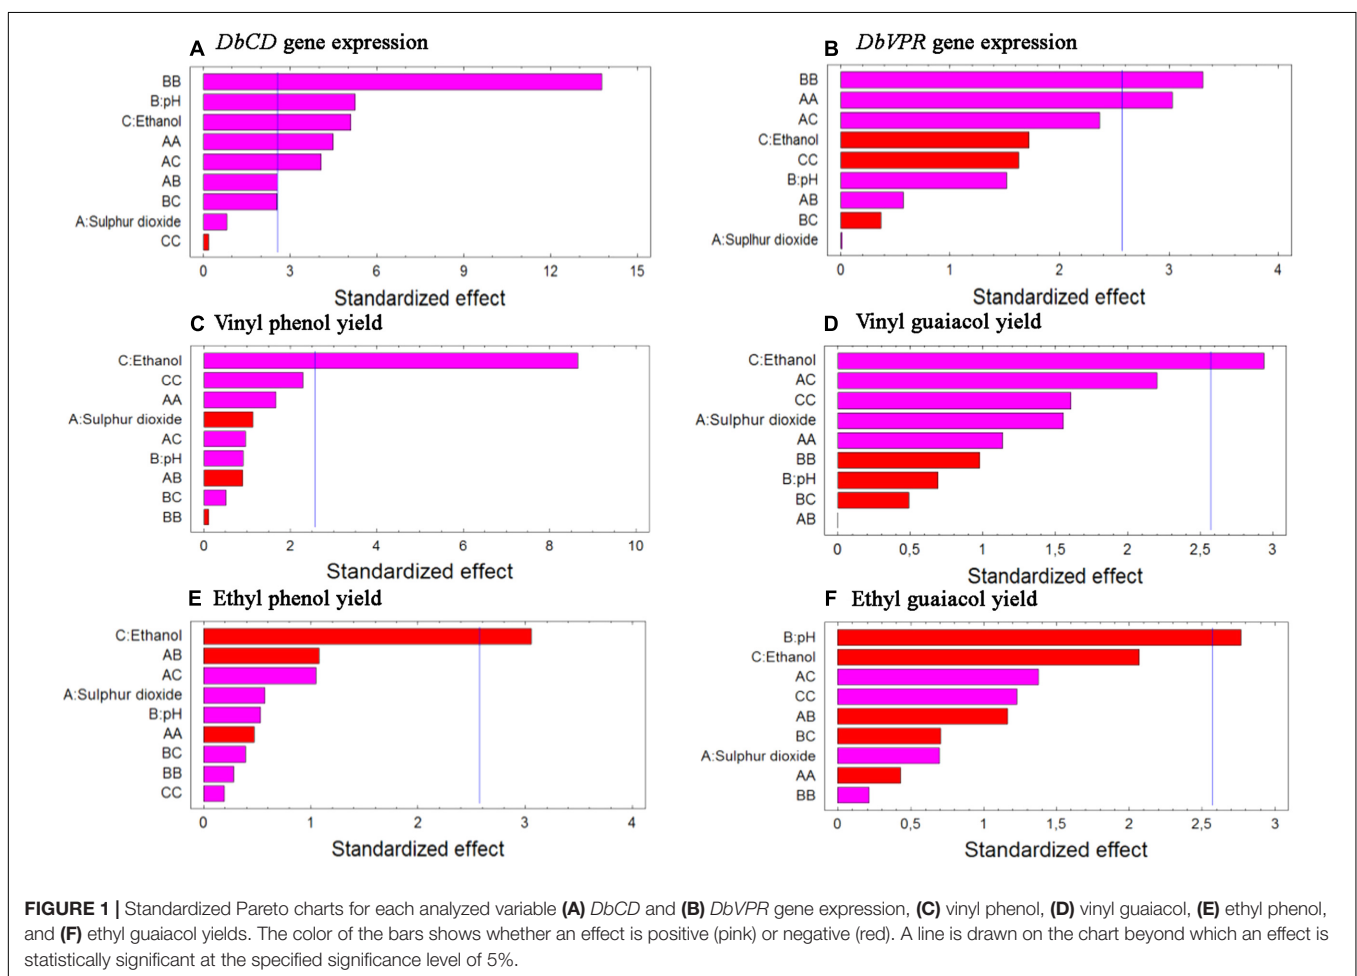 A DbCD gene expression
BB
B:pH
C:Ethanol
AA
AC
AB
BC
A:Sulphur dioxide
CC
0 3 6 9 12 15
Standardized effect
B DbVPR gene expression
BB
AA
AC
C:Ethanol
CC
B:pH
AB
BC
A:Suplhur dioxide
0 1 2 3 4
Standardized effect
C Vinyl phenol yield
C:Ethanol
CC
AA
A:Sulphur dioxide
AC
B:pH
AB
BC
BB
0 2 4 6 8 10
Standardized effect
D Vinyl guaiacol yield
C:Ethanol
AC
CC
A:Sulphur dioxide
AA
BB
B:pH
BC
AB
0 0,5 1 1,5 2 2,5 3
Standardized effect
E Ethyl phenol yield
C:Ethanol
AB
AC
A:Sulphur dioxide
B:pH
AA
BC
BB
CC
0 1 2 3 4
Standardized effect
F Ethyl guaiacol yield
B:pH
C:Ethanol
AC
CC
AB
BC
A:Sulphur dioxide
AA
BB
0 0,5 1 1,5 2 2,5 3
Standardized effect
FIGURE 1 | Standardized Pareto charts for each analyzed variable (A) DbCD and (B) DbVPR gene expression, (C) vinyl phenol, (D) vinyl guaiacol, (E) ethyl phenol,
and (F) ethyl guaiacol yields. The color of the bars shows whether an effect is positive (pink) or negative (red). A line is drawn on the chart beyond which an effect is
statistically significant at the specified significance level of 5%.